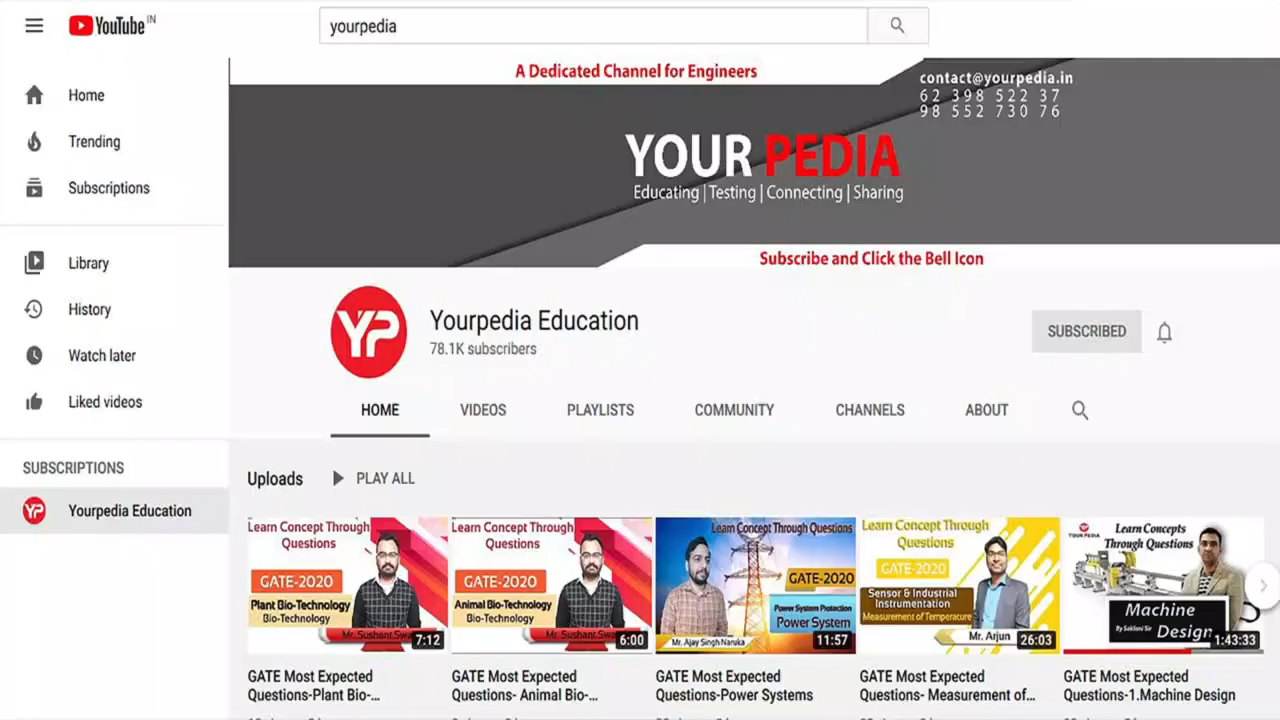 YouTube IN
yourpedia
Home
Trending
Subscriptions
Library
History
Watch later
Liked videos
SUBSCRIPTIONS
YP
Yourpedia Education
A Dedicated Channel for Engineers
contact@yourpedia.in
62 398 522 37
98 552 730 76
YOUR PEDIA
Educating | Testing | Connecting | Sharing
Subscribe and Click the Bell Icon
YP
Yourpedia Education
78.1K subscribers
SUBSCRIBED
HOME VIDEOS PLAYLISTS COMMUNITY CHANNELS ABOUT
Uploads PLAY ALL
Learn Concept Through
Questions
GATE-2020
Plant Bio-Technology
Bio-Technology
Mr. Sushant
7:12
GATE Most Expected
Questions-Plant Bio-...
Learn Concept Through
Questions
GATE-2020
Animal Bio-Technology
Bio-Technology
Mr. Sushant
6:00
GATE Most Expected
Questions- Animal Bio-...
Learn Concept Through Questions
GATE-2020
Power System Protection
Power System
Mr. Ajay Singh Naruka
11:57
GATE Most Expected
Questions-Power Systems
Learn Concept Through
Questions
GATE-2020
Sensor & Industrial
Instrumentation
Measurement of Temperature
Mr. Arjun
26:03
GATE Most Expected
Questions- Measurement of...
YOUR PEDIA
Learn Concepts
Through Questions
Machine
By Saklani Sir Design
1:43:33
GATE Most Expected
Questions-1.Machine Design